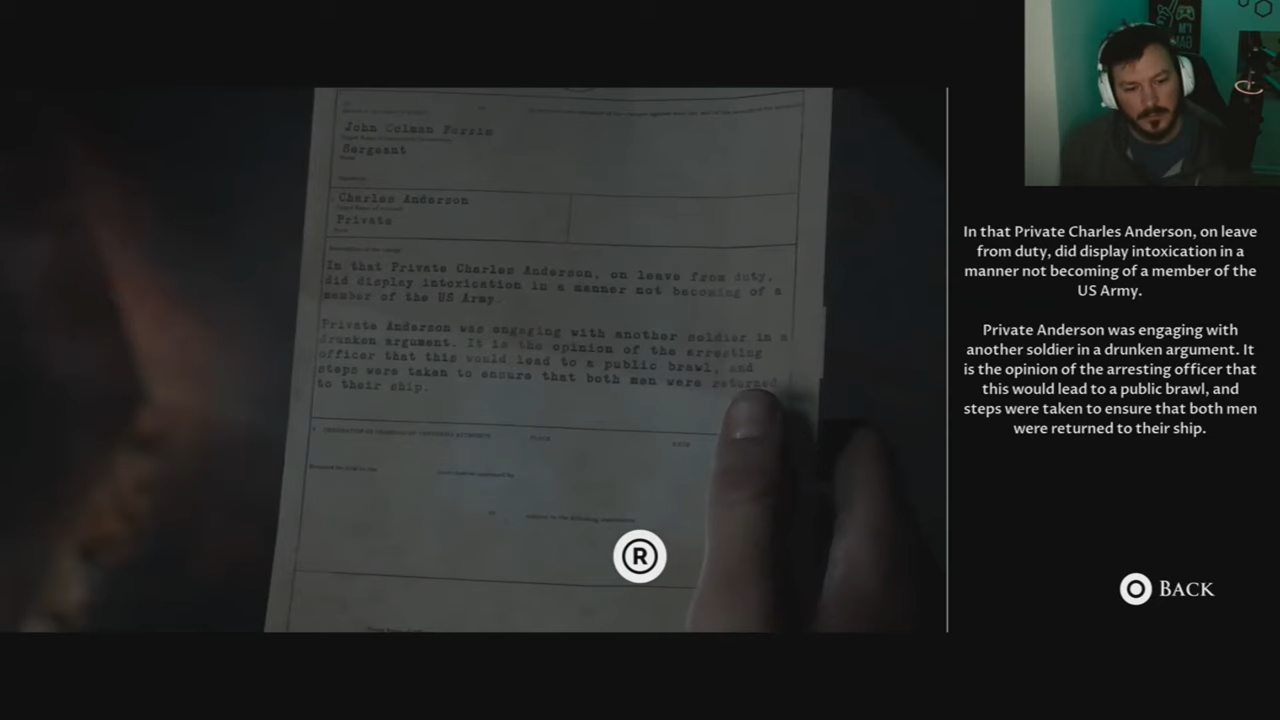 I'M
John Colman Ferris
Sergeant
Charles Anderson
Private
In that Private Charles Anderson, on leave from duty,
did display intoxication in a manner not becoming of a
member of the US Army.
Private Anderson was engaging with another soldier in a
drunken argument. It is the opinion of the arresting
officer that this would lead to a public brawl, and
steps were taken to ensure that both men were returned
to their ship.
PLACE
DATE
subject to the following
R
In that Private Charles Anderson, on leave
from duty, did display intoxication in a
manner not becoming of a member of the
US Army.
Private Anderson was engaging with
another soldier in a drunken argument. It
is the opinion of the arresting officer that
this would lead to a public brawl, and
steps were taken to ensure that both men
were returned to their ship.
BACK